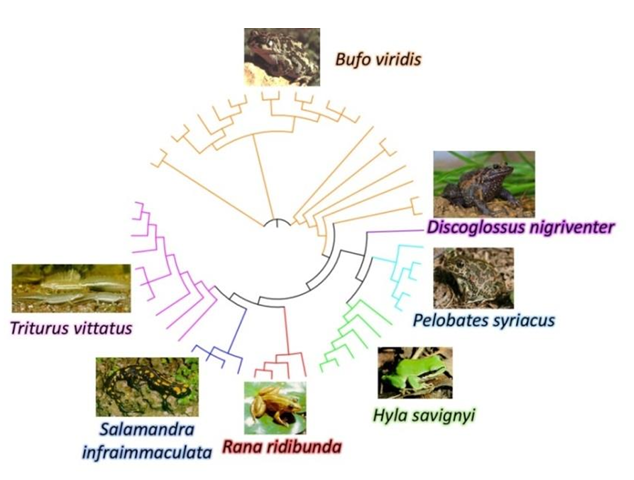 Bufo viridis
Discoglossus nigriventer
Pelobates syriacus
Triturus vittatus
Hyla savignyi
Salamandra
infraimmaculata
Rana ridibunda